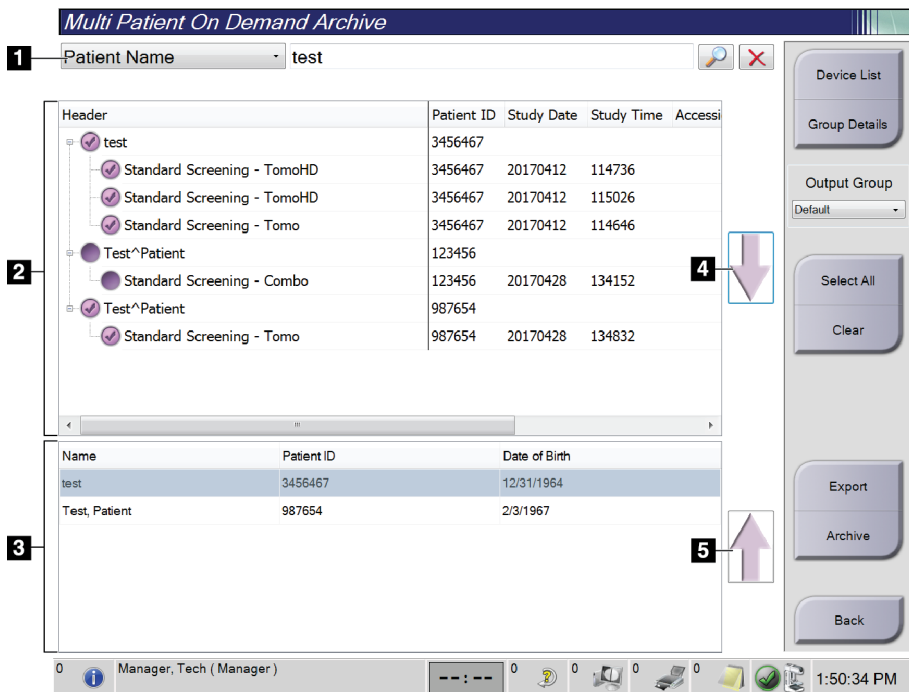 Multi Patient On Demand Archive
1 Patient Name test
Device List
Group Details
Output Group
Default
Select All
Clear
Export
Archive
Back
2
Header Patient ID Study Date Study Time Accessi
test 3456467
Standard Screening - TomoHD 3456467 20170412 114736
Standard Screening - TomoHD 3456467 20170412 115026
Standard Screening - Tomo 3456467 20170412 114646
Test^Patient 123456
Standard Screening - Combo 123456 20170428 134152
Test^Patient 987654
Standard Screening - Tomo 987654 20170428 134832
4
3
Name Patient ID Date of Birth
test 3456467 12/31/1964
Test, Patient 987654 2/3/1967
5
0 Manager, Tech ( Manager ) --:-- 0 0 0 0 1:50:34 PM